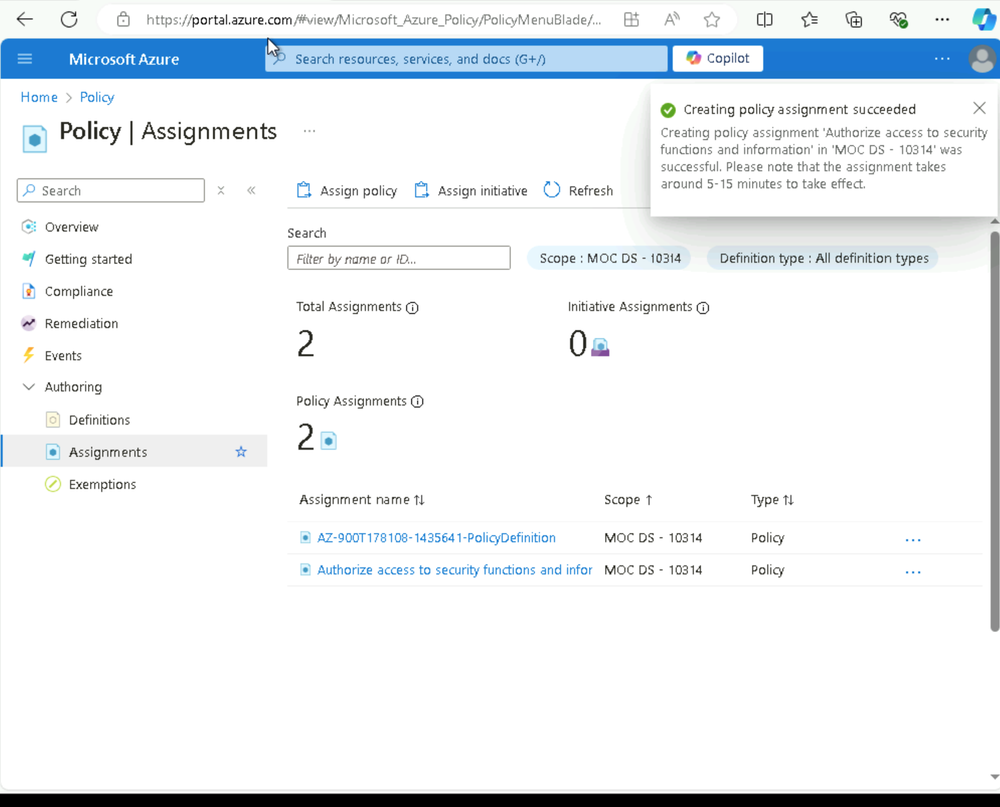 https://portal.azure.com/#view/Microsoft_Azure_Policy/PolicyMenuBlade/...
Microsoft Azure
Search resources, services, and docs (G+/)
Copilot
...
Home > Policy
Policy | Assignments
...
Creating policy assignment succeeded
Creating policy assignment 'Authorize access to security
functions and information' in 'MOC DS - 10314' was
successful. Please note that the assignment takes
around 5-15 minutes to take effect.
Search
Assign policy
Assign initiative
Refresh
Overview
Getting started
Compliance
Remediation
Events
Authoring
Definitions
Assignments
Exemptions
Search
Filter by name or ID...
Scope : MOC DS - 10314
Definition type : All definition types
Total Assignments
2
Initiative Assignments
0
Policy Assignments
2
Assignment name ↑↓ Scope ↑ Type ↑↓
AZ-900T178108-1435641-PolicyDefinition MOC DS - 10314 Policy ...
Authorize access to security functions and infor MOC DS - 10314 Policy ...